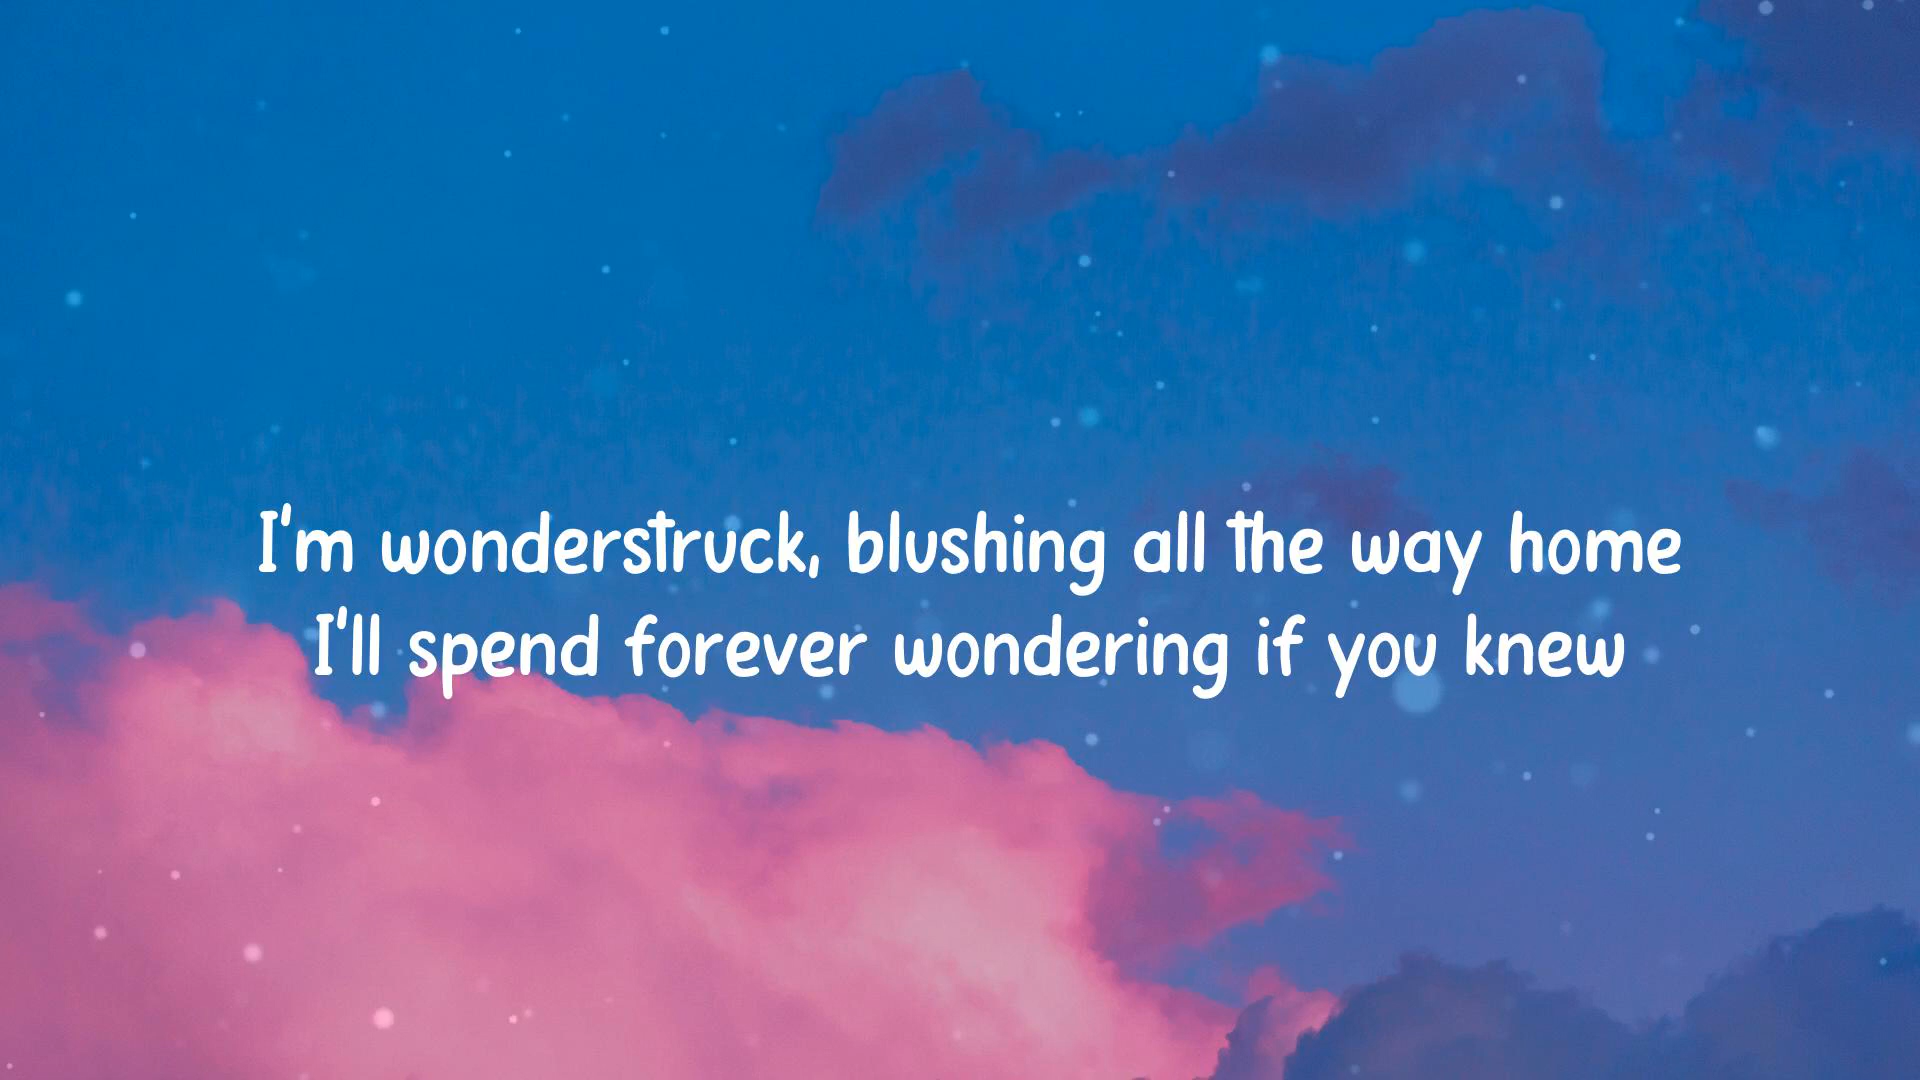 I'm wonderstruck, blushing all the way home
I'll spend forever wondering if you knew